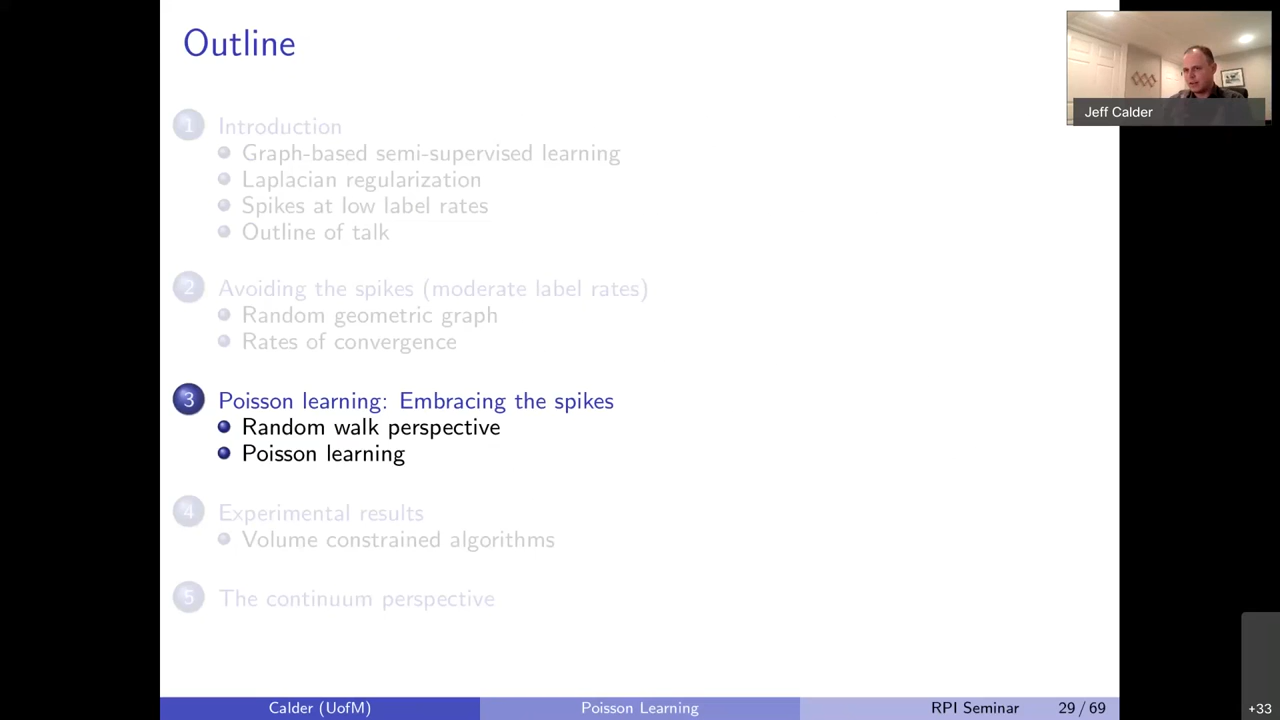 Outline
Jeff Calder
1 Introduction
Graph-based semi-supervised learning
Laplacian regularization
Spikes at low label rates
Outline of talk
2 Avoiding the spikes (moderate label rates)
Random geometric graph
Rates of convergence
3 Poisson learning: Embracing the spikes
Random walk perspective
Poisson learning
4 Experimental results
Volume constrained algorithms
5 The continuum perspective
Calder (UofM) Poisson Learning RPI Seminar 29 / 69
+33